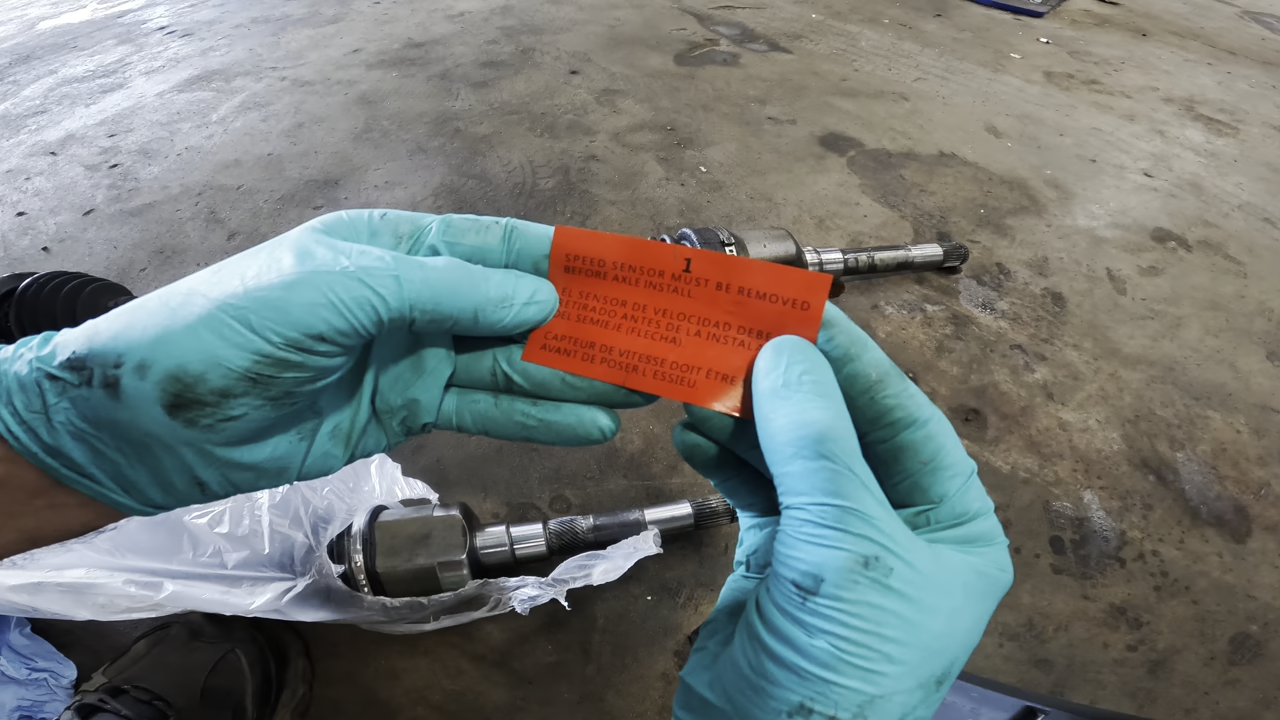 1
SPEED SENSOR MUST BE REMOVED
BEFORE AXLE INSTALL.
EL SENSOR DE VELOCIDAD DEBE
RETIRADO ANTES DE LA INSTALA
DEL SEMIEJE (FLECHA).
CAPTEUR DE VITESSE DOIT ÊTRE
AVANT DE POSER L'ESSIEU.